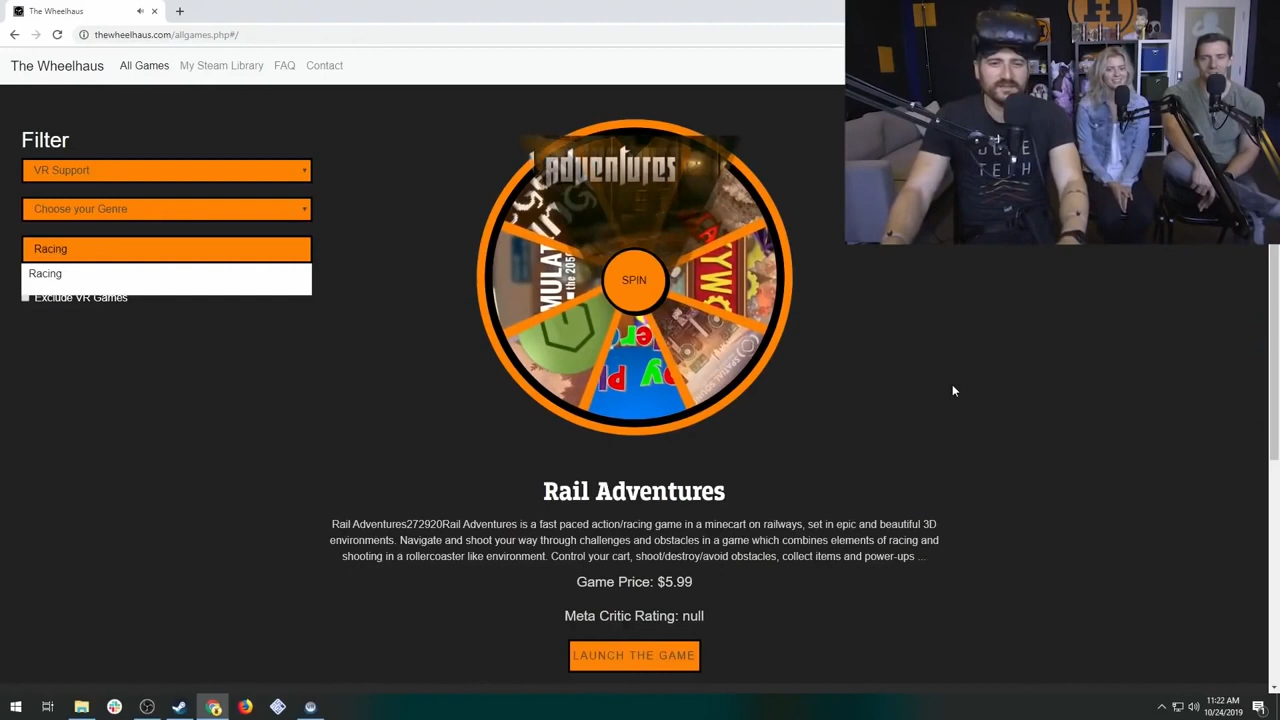 The Wheelhaus
thewheelhaus.com/allgames.php#/
The Wheelhaus
All Games
My Steam Library
FAQ
Contact
Filter
VR Support
Choose your Genre
Racing
Racing
Exclude VR Games
Adventures
SPIN
Rail Adventures
Rail Adventures272920Rail Adventures is a fast paced action/racing game in a minecart on railways, set in epic and beautiful 3D
environments. Navigate and shoot your way through challenges and obstacles in a game which combines elements of racing and
shooting in a rollercoaster like environment. Control your cart, shoot/destroy/avoid obstacles, collect items and power-ups ...
Game Price: $5.99
Meta Critic Rating: null
LAUNCH THE GAME
11:22 AM
10/24/2019